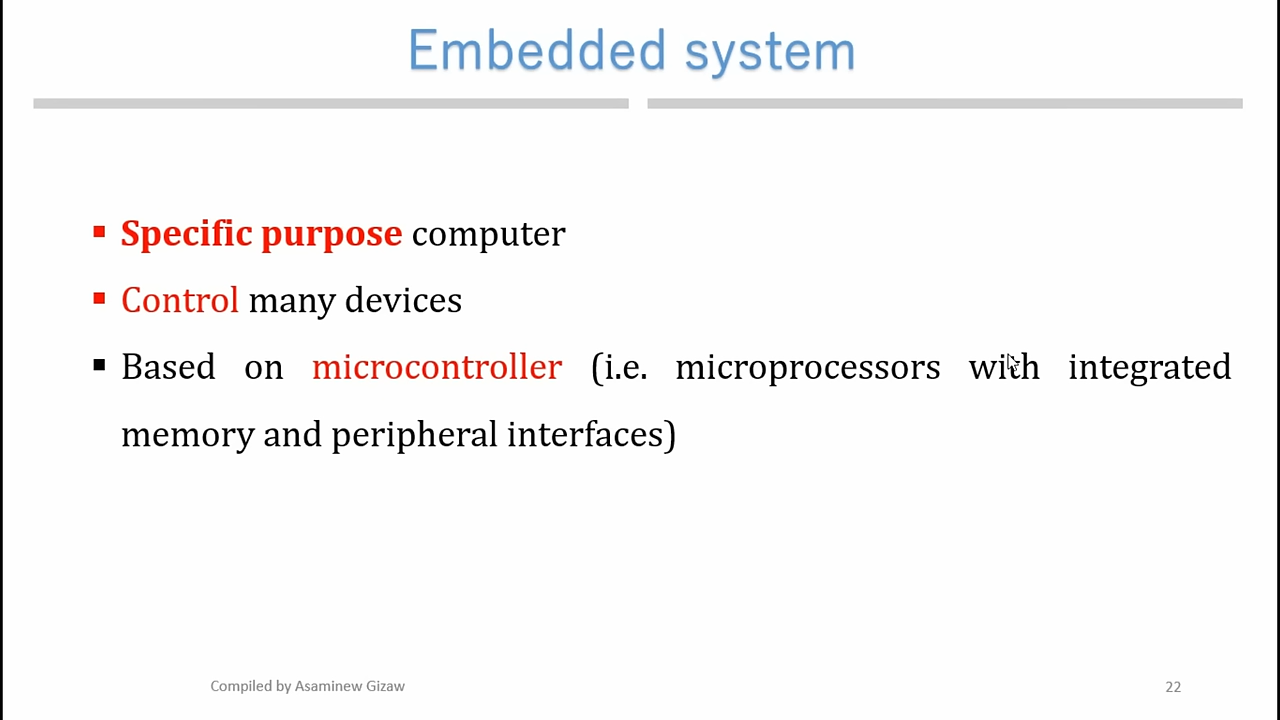 Embedded system
▪ Specific purpose computer
▪ Control many devices
▪ Based on microcontroller (i.e. microprocessors with integrated
memory and peripheral interfaces)
Compiled by Asaminew Gizaw
22